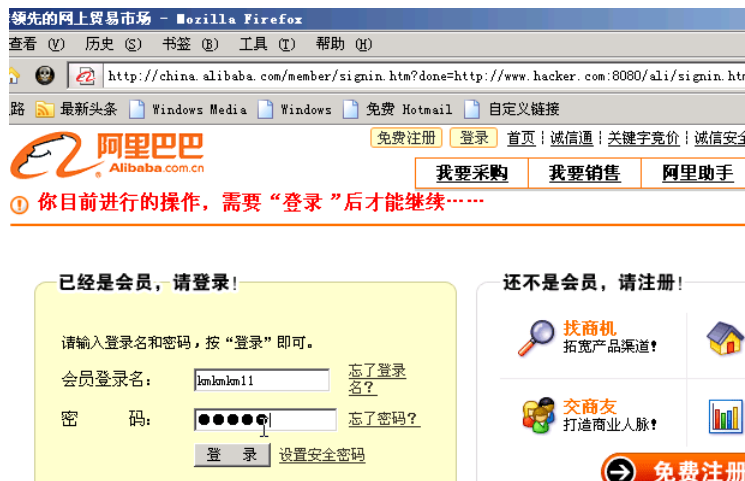 领先的网上贸易市场 - Mozilla Firefox
查看 (V) 历史 (S) 书签 (B) 工具 (T) 帮助 (H)
http://china.alibaba.com/member/signin.htm?done=http://www.hacker.com:8080/ali/signin.htm
最新头条 Windows Media Windows 免费 Hotmail 自定义链接
阿里巴巴
Alibaba.com.cn
免费注册 登录 首页 | 诚信通 | 关键字竞价 | 诚信安全
我要采购 我要销售 阿里助手
你目前进行的操作，需要“登录 ”后才能继续……
已经是会员，请登录!
还不是会员，请注册!
请输入登录名和密码，按“登录”即可。
会员登录名: kmkmkm11 忘了登录
名?
密 码: 忘了密码?
登 录 设置安全密码
找商机
拓宽产品渠道!
交商友
打造商业人脉!
免费注册